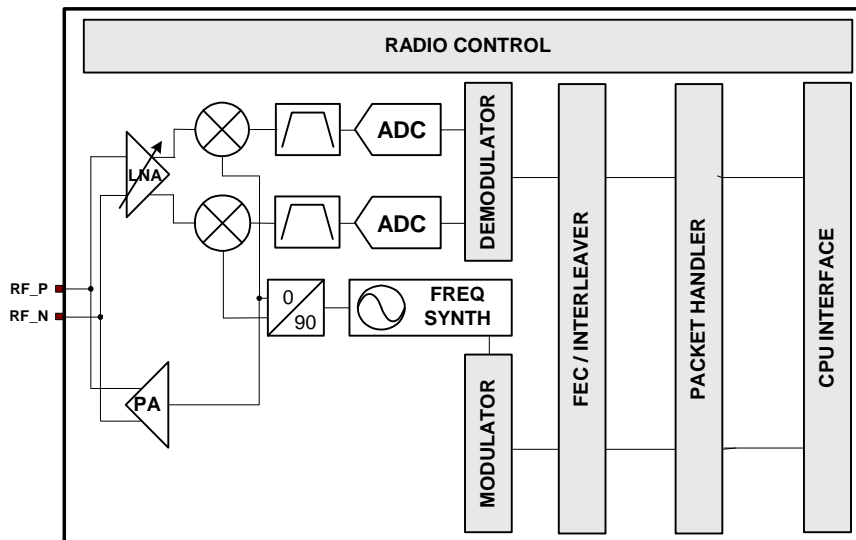 RADIO CONTROL
LNA
ADC
ADC
DEMODULATOR
FEC / INTERLEAVER
PACKET HANDLER
CPU INTERFACE
RF_P
RF_N
0
90
FREQ
SYNTH
PA
MODULATOR